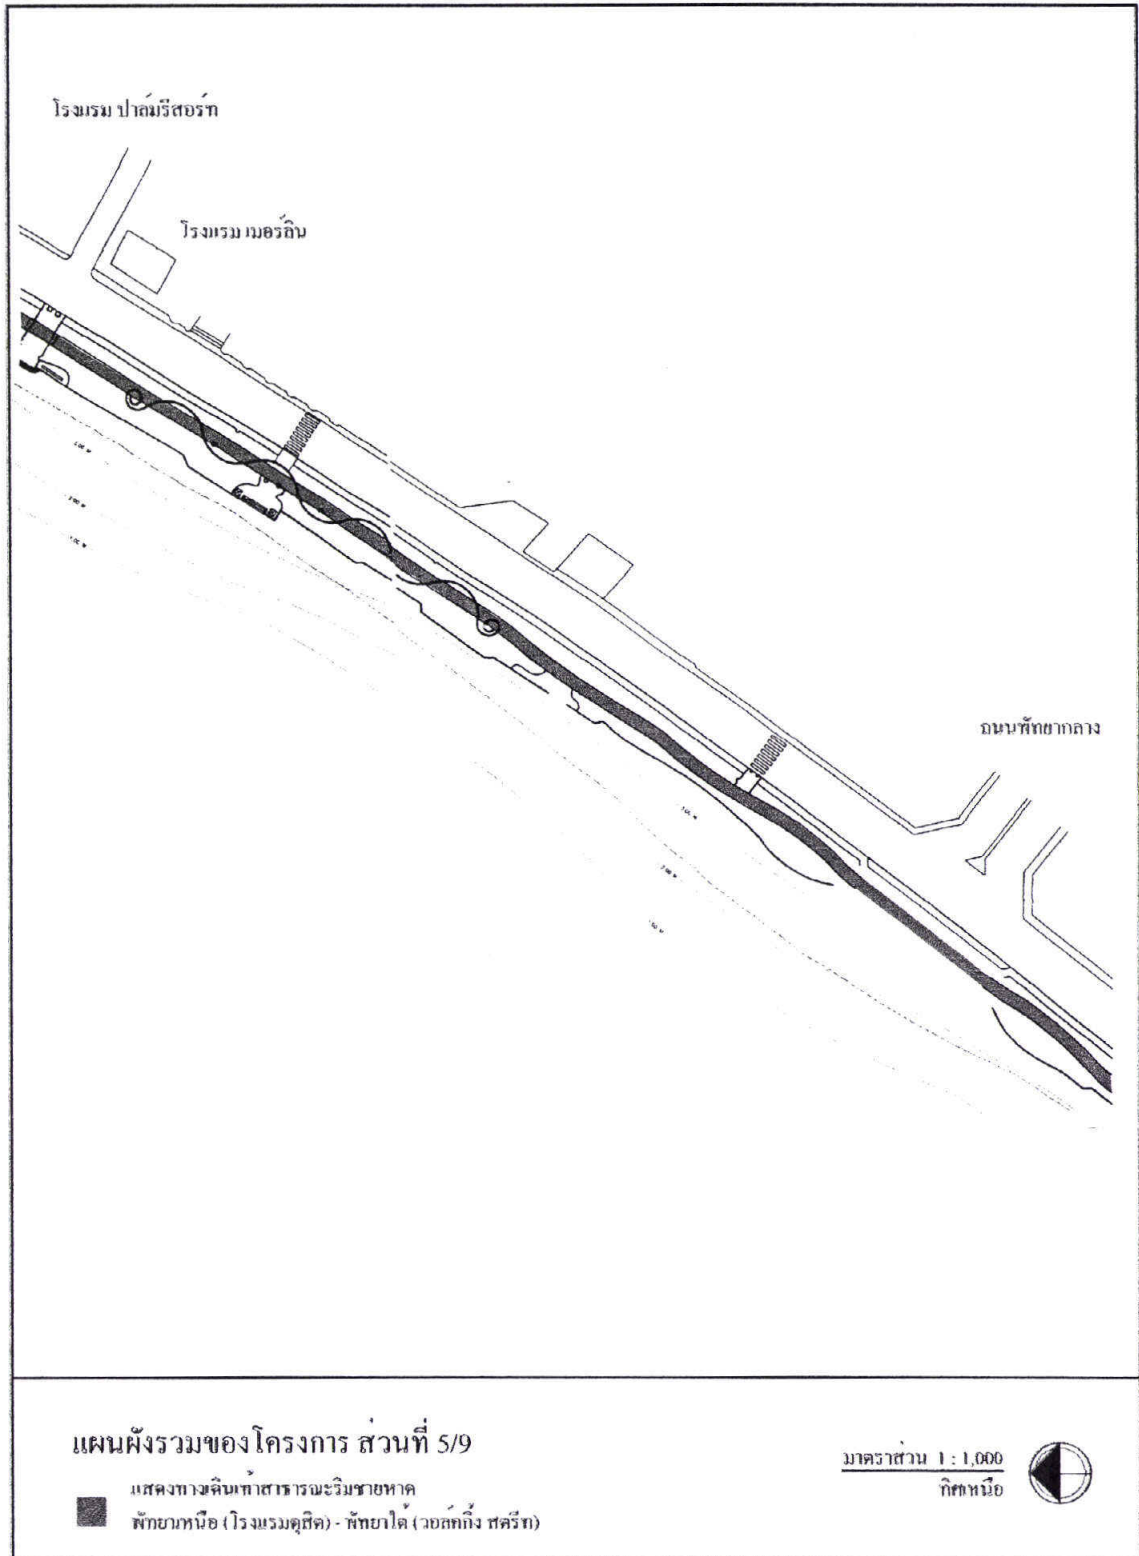 โรงแรม ปาล์มรีสอร์ท
โรงแรม เมอร์ลิน
ถนนพัทยากลาง
แผนผังรวมของโครงการ ส่วนที่ 5/9
แสดงทางเดินเท้าสาธารณะริมชายหาด
พัทยาเหนือ (โรงแรมดุสิต) - พัทยาใต้ (วอล์คกิ้ง สตรีท)
มาตราส่วน 1 : 1,000
ทิศเหนือ